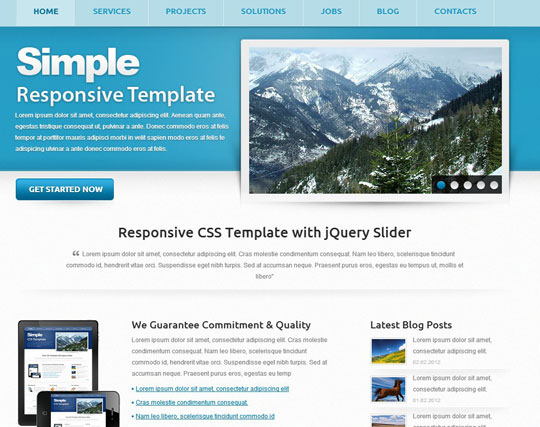 HOME SERVICES PROJECTS SOLUTIONS JOBS BLOG CONTACTS
Simple
Responsive Template
Lorem ipsum dolor sit amet, consectetur adipiscing elit. Aenean quam ante,
egestas tristique consequat ut, pulvinar a ante. Donec commodo eros at felis
tempor at porttitor mauris adipisci morbi in velit sapien modo eros at felis te
adipiscing ulvinar a ante donec commodo eros at felis.
GET STARTED NOW
Responsive CSS Template with jQuery Slider
“ Lorem ipsum dolor sit amet, consectetur adipiscing elit. Cras molestie condimentum consequat. Nam leo libero, scelerisque tincidunt
commodo id, hendrerit vitae orci. Suspendisse eget nibh turpis. Sed ac urna nisi. Praesent purus eros, egestas eu tempus ut, mollis et
libero"
We Guarantee Commitment & Quality
Lorem ipsum dolor sit amet, consectetur adipiscing elit. Cras
molestie condimentum consequat. Nam leo libero, scelerisque
tincidunt commodo id, hendrerit vitae orci. Suspendisse eget nibh
turpis. Sed ac urna nisi. Praesent purus eros, egestas eu temp
• Lorem ipsum dolor sit amet, consectetur adipiscing elit
• Cras molestie condimentum consequat.
• Nam leo libero, scelerisque tincidunt commodo id
Latest Blog Posts
Lorem ipsum dolor sit amet,
consectetur adipiscing elit.
02.02.2012
Lorem ipsum dolor sit amet,
consectetur adipiscing elit.
01.02.2012
Lorem ipsum dolor sit amet,
consectetur adipiscing elit.
Simple
CSS Template